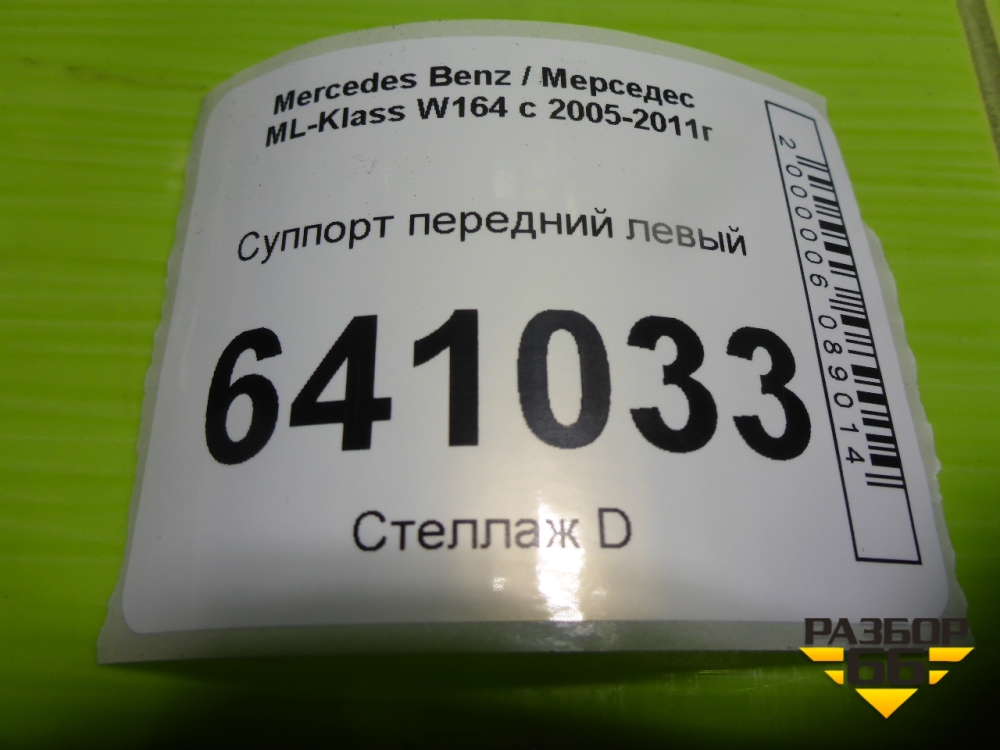 Mercedes Benz / Мерседес
ML-Klass W164 с 2005-2011г
Суппорт передний левый
641033
Стеллаж D
2000006089014
РАЗБОР
66